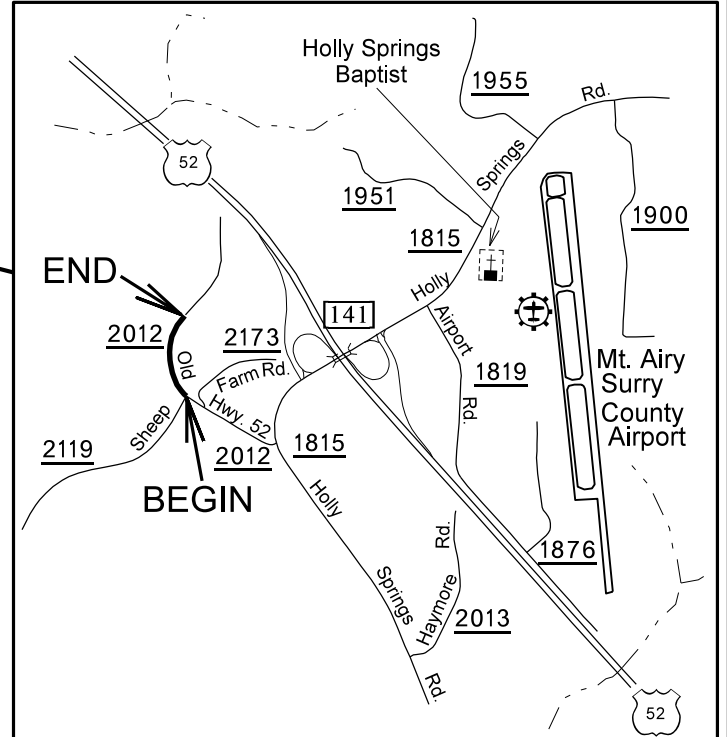 Holly Springs
Baptist
1955
Rd.
52
Springs
1951
1900
1815
END
Holly
141
2012
2173
Airport
Old
Farm Rd.
1819
Mt. Airy
Surry
County
Airport
Hwy. 52
Rd.
Sheep
2119
2012
1815
BEGIN
Holly
Rd.
1876
Springs
Haymore
2013
Rd.
52